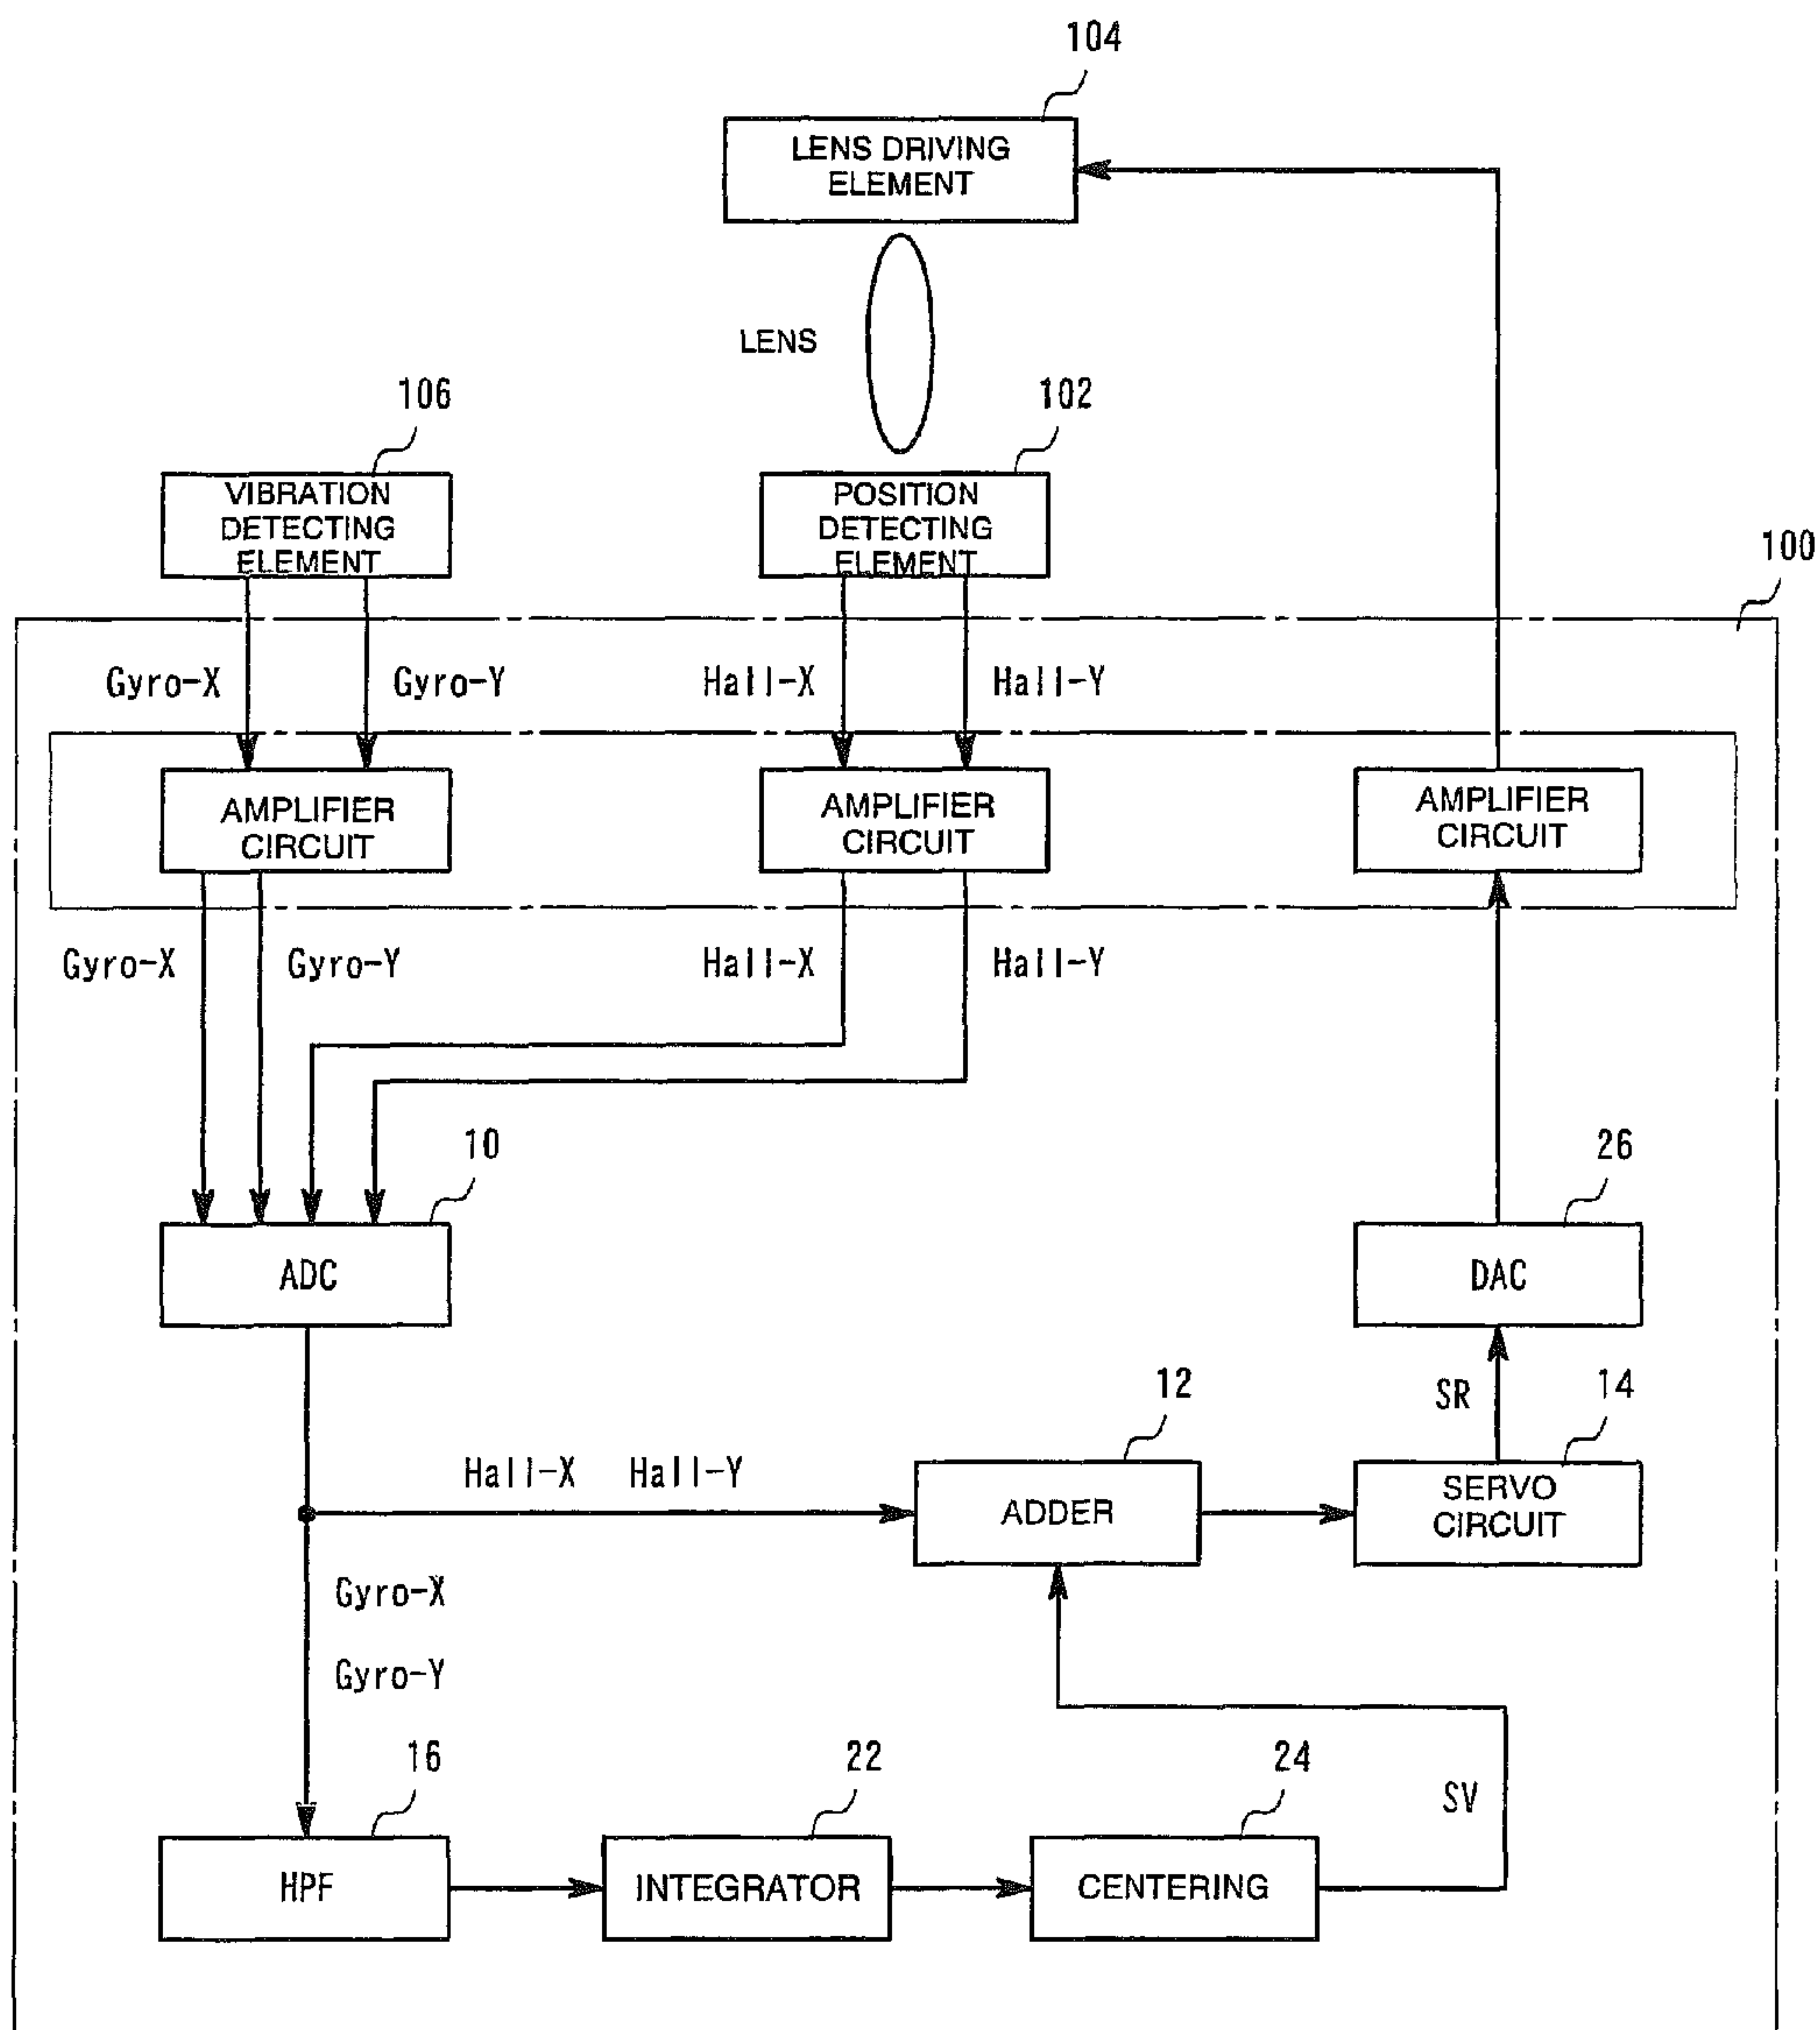 104
LENS DRIVING
ELEMENT
LENS
106
102
VIBRATION
DETECTING
ELEMENT
POSITION
DETECTING
ELEMENT
100
Gyro-X
Gyro-Y
Hall-X
Hall-Y
AMPLIFIER
CIRCUIT
AMPLIFIER
CIRCUIT
AMPLIFIER
CIRCUIT
Gyro-X
Gyro-Y
Hall-X
Hall-Y
10
26
ADC
DAC
12
SR
14
Hall-X Hall-Y
ADDER
SERVO
CIRCUIT
Gyro-X
Gyro-Y
16
22
24
SV
HPF
INTEGRATOR
CENTERING